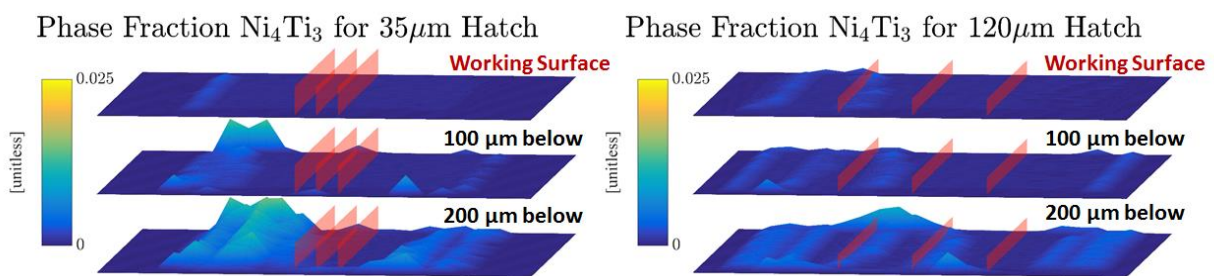 Phase Fraction Ni₄Ti₃ for 35μm Hatch
Working Surface
0.025
[unitless]
100 μm below
200 μm below
0
Phase Fraction Ni₄Ti₃ for 120μm Hatch
Working Surface
0.025
[unitless]
100 μm below
200 μm below
0